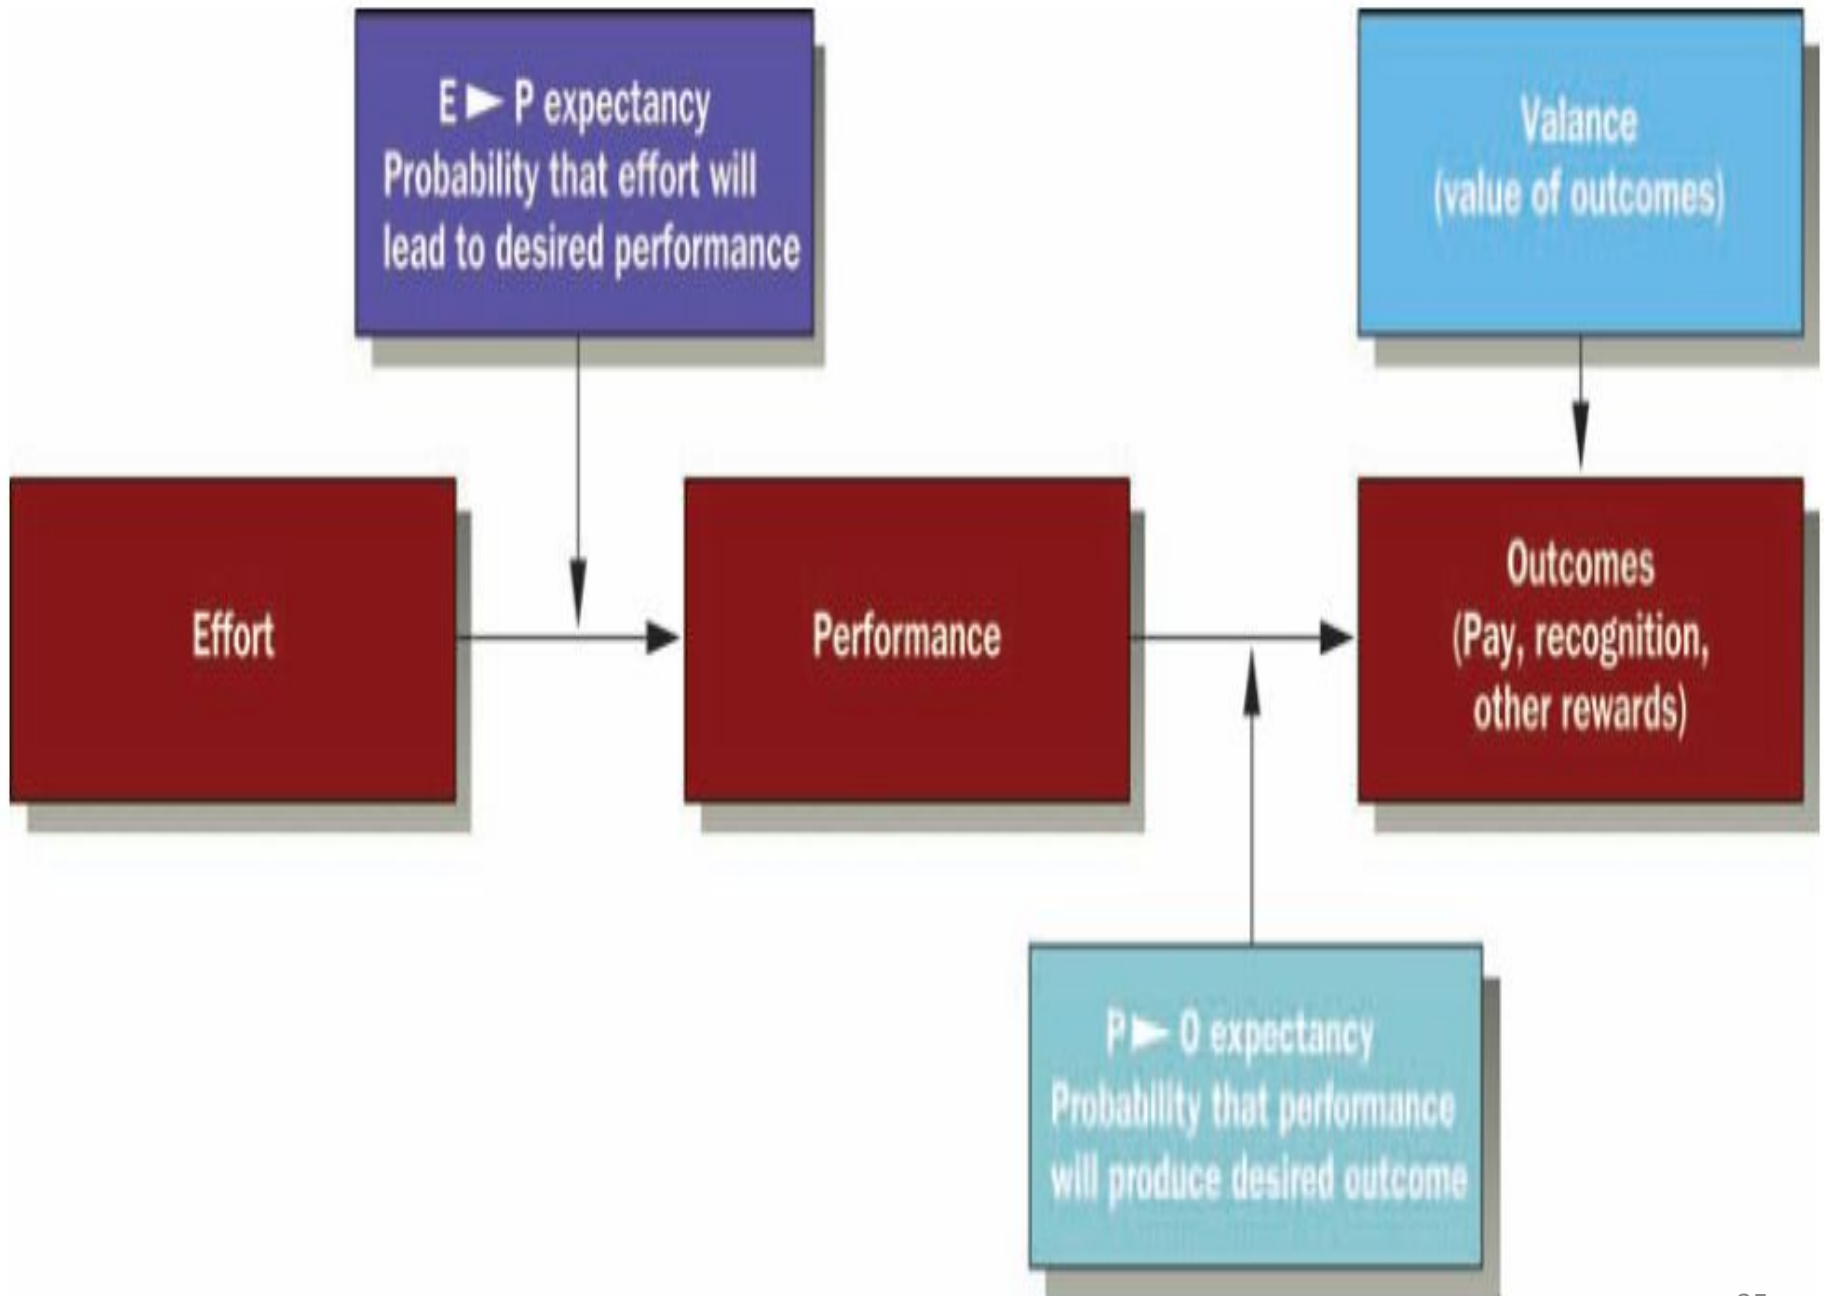 E ► P expectancy
Probability that effort will
lead to desired performance
Valance
(value of outcomes)
Effort
Performance
Outcomes
(Pay, recognition,
other rewards)
P ► O expectancy
Probability that performance
will produce desired outcome